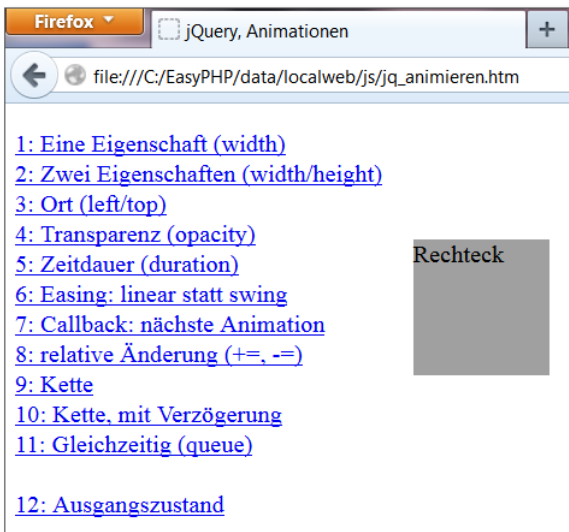 Firefox
jQuery, Animationen
+
file:///C:/EasyPHP/data/localweb/js/jq_animieren.htm
1: Eine Eigenschaft (width)
2: Zwei Eigenschaften (width/height)
3: Ort (left/top)
4: Transparenz (opacity)
5: Zeitdauer (duration)
6: Easing: linear statt swing
7: Callback: nächste Animation
8: relative Änderung (+=, -=)
9: Kette
10: Kette, mit Verzögerung
11: Gleichzeitig (queue)
12: Ausgangszustand
Rechteck